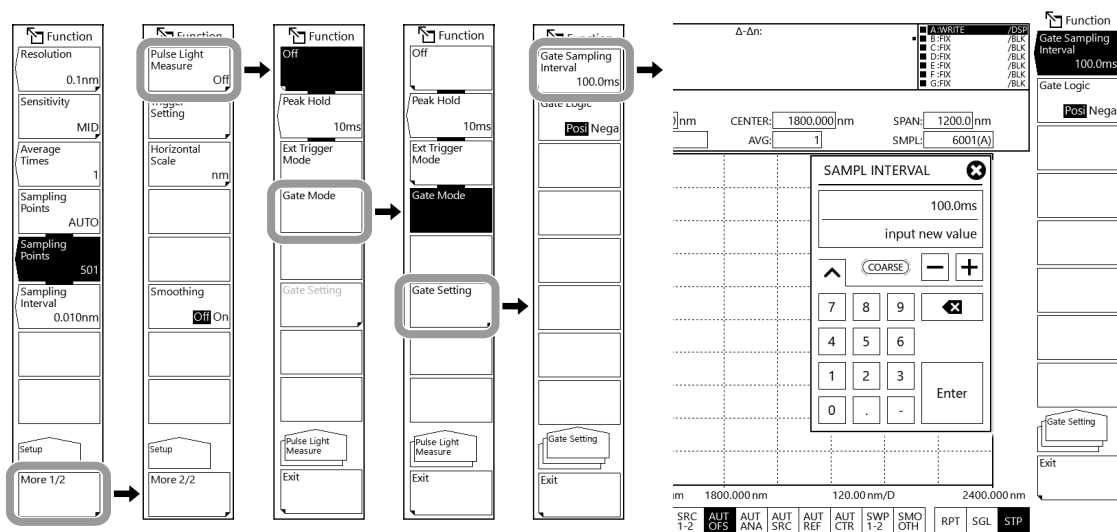 Function
Resolution
0.1nm
Sensitivity
MID
Average
Times
1
Sampling
Points
AUTO
Sampling
Points
501
Sampling
Interval
0.010nm
Setup
More 1/2
Function
Pulse Light
Measure
Off
Trigger
Setting
Horizontal
Scale
nm
Smoothing
Off On
Setup
More 2/2
Function
Off
Peak Hold
10ms
Ext Trigger
Mode
Gate Mode
Gate Setting
Pulse Light
Measure
Exit
Function
Off
Peak Hold
10ms
Ext Trigger
Mode
Gate Mode
Gate Setting
Pulse Light
Measure
Exit
Function
Gate Sampling
Interval
100.0ms
Gate Logic
Posi Nega
Gate Setting
Exit
Δ-Δn:
A:WRITE /DSP
B:FIX /BLK
C:FIX /BLK
D:FIX /BLK
E:FIX /BLK
F:FIX /BLK
G:FIX /BLK
nm CENTER: 1800.000 nm SPAN: 1200.0 nm
AVG: 1 SMPL: 6001(A)
SAMPL INTERVAL
100.0ms
input new value
COARSE
7 8 9
4 5 6
1 2 3
Enter
0 . -
1800.000 nm 120.00 nm/D 2400.000 nm
SRC 1-2
AUT OFS
AUT ANA
AUT SRC
AUT REF
AUT CTR
SWP 1-2
SMO OTH
RPT SGL STP
Function
Gate Sampling
Interval
100.0ms
Gate Logic
Posi Nega
Gate Setting
Exit